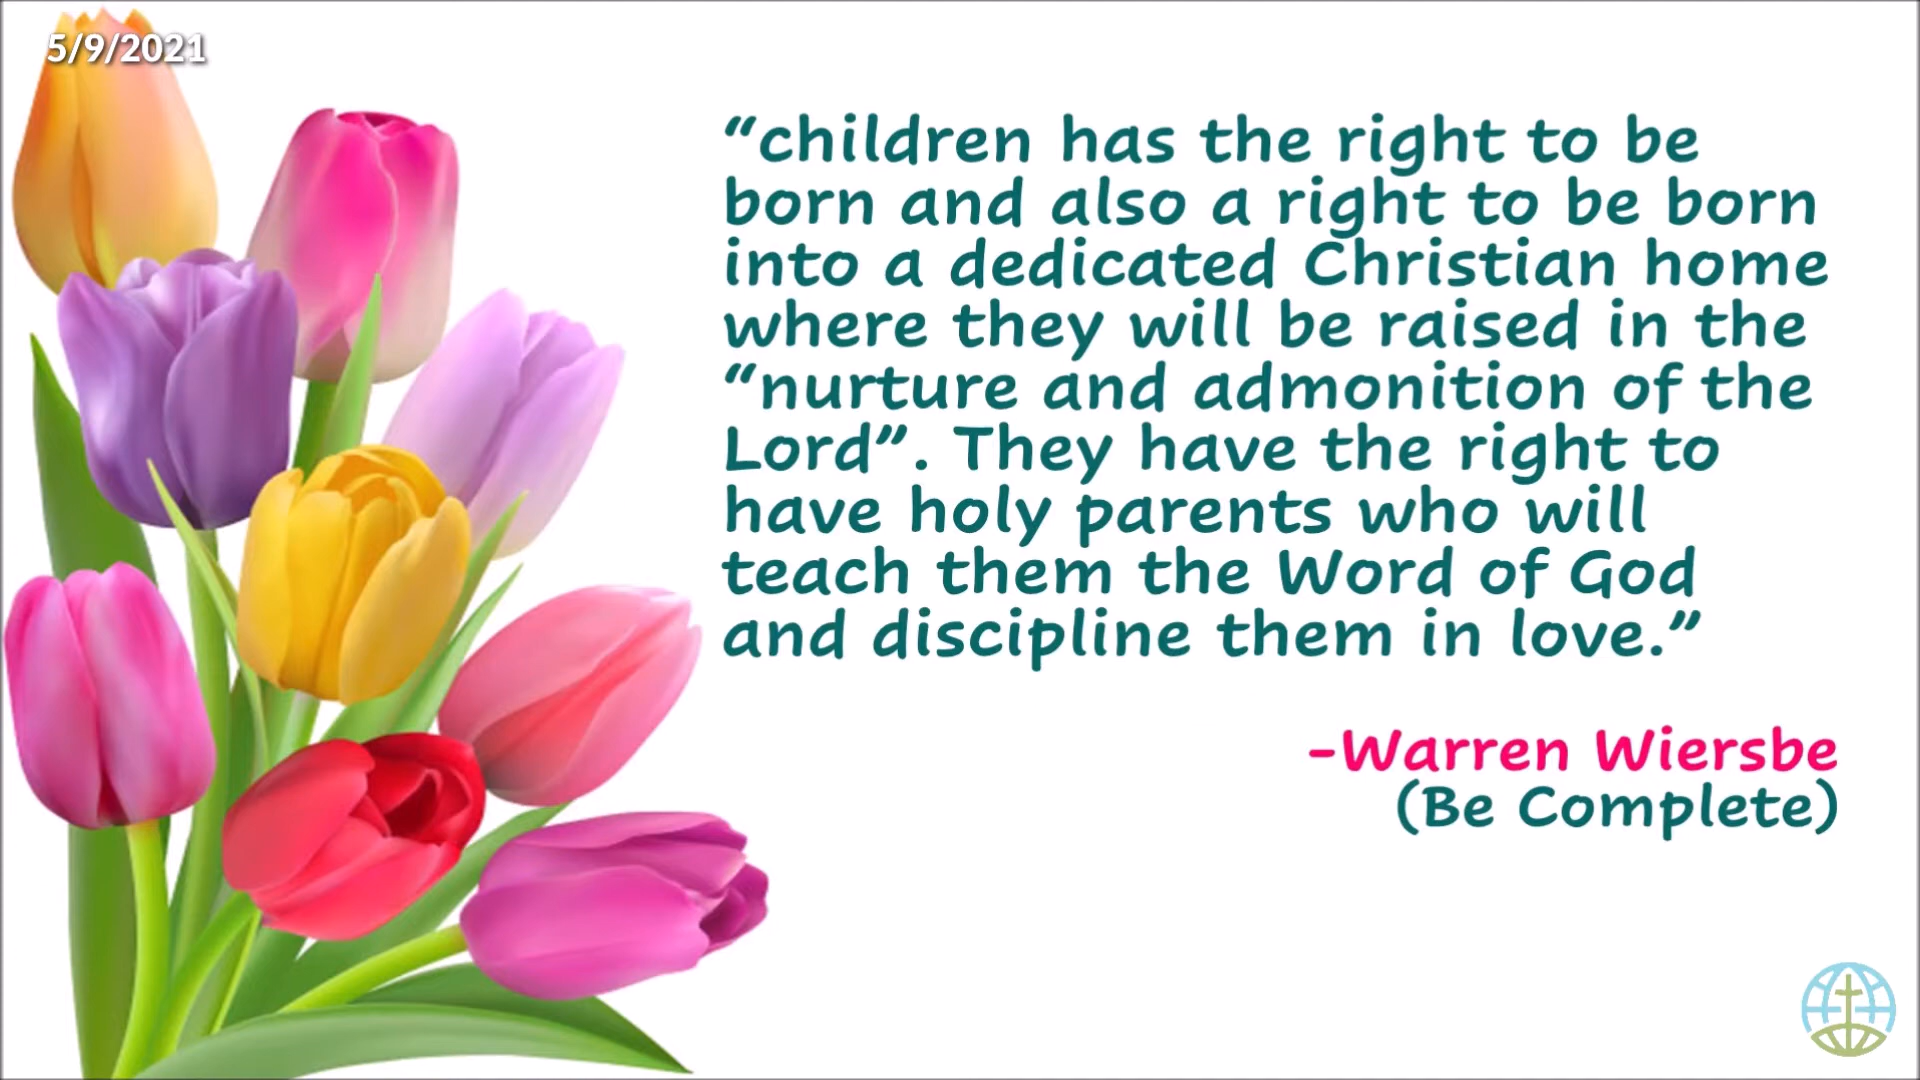 5/9/2021
“children has the right to be
born and also a right to be born
into a dedicated Christian home
where they will be raised in the
“nurture and admonition of the
Lord”. They have the right to
have holy parents who will
teach them the Word of God
and discipline them in love.”
-Warren Wiersbe
(Be Complete)